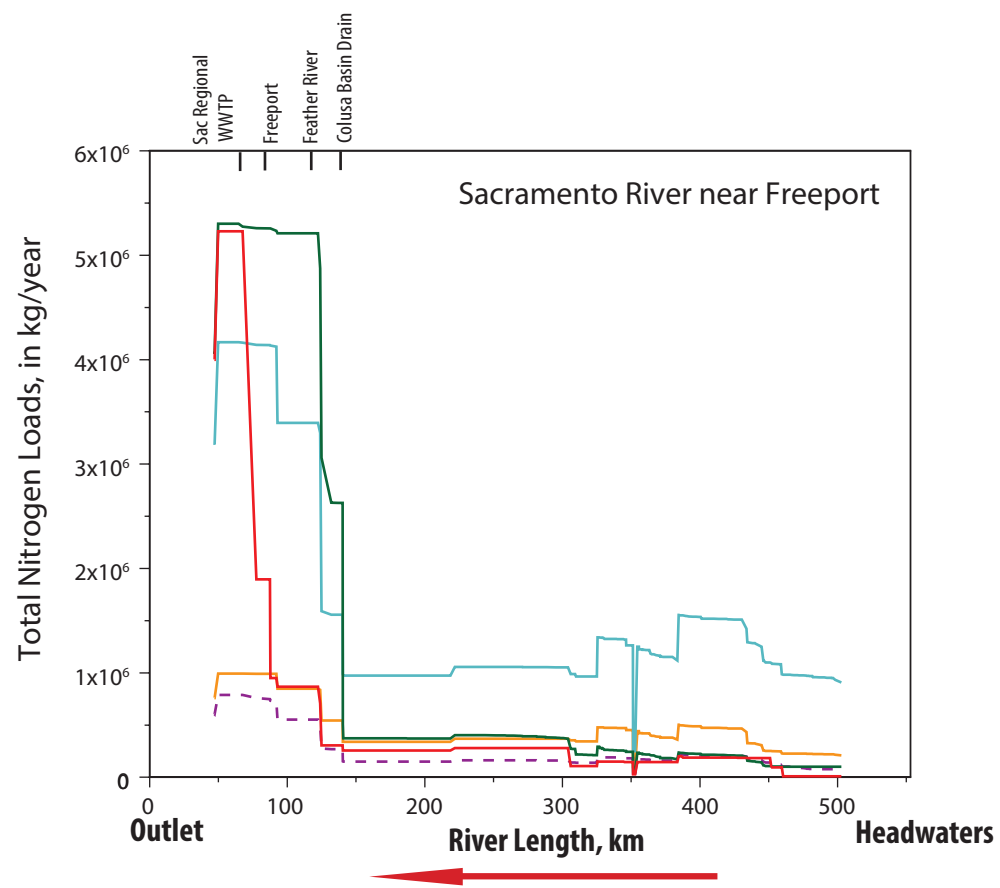 Sac Regional
WWTP
Freeport
Feather River
Colusa Basin Drain
Sacramento River near Freeport
Total Nitrogen Loads, in kg/year
6x10⁶
5x10⁶
4x10⁶
3x10⁶
2x10⁶
1x10⁶
0
0
100
200
300
400
500
Outlet
River Length, km
Headwaters